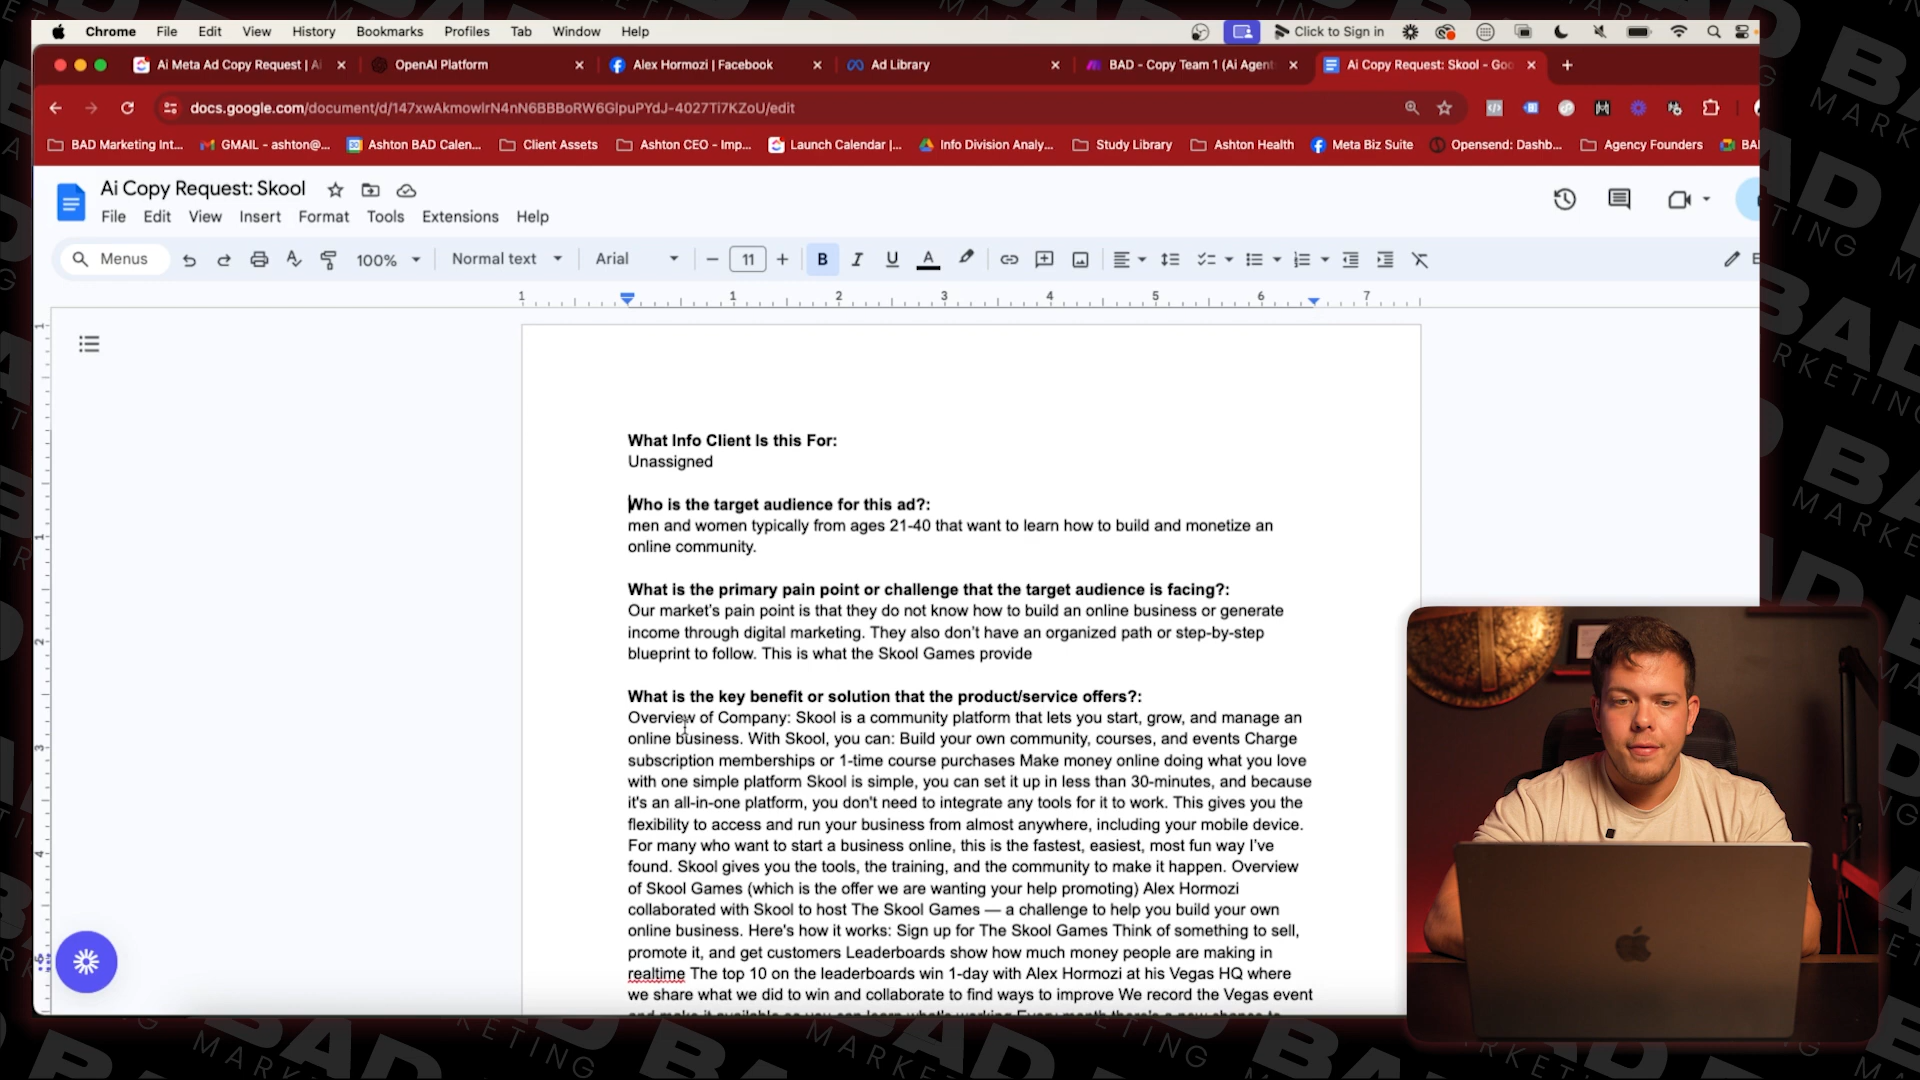 Chrome File Edit View History Bookmarks Profiles Tab Window Help Click to Sign in
Ai Meta Ad Copy Request | Ai OpenAI Platform Alex Hormozi | Facebook Ad Library BAD - Copy Team 1 (Ai Agent Ai Copy Request: Skool - Goo
docs.google.com/document/d/147xwAkmowlrN4nN6BBBoRW6GlpuPYdJ-4027Ti7KZoU/edit
BAD Marketing Int... GMAIL - ashton@... Ashton BAD Calen... Client Assets Ashton CEO - Imp... Launch Calendar |... Info Division Analy... Study Library Ashton Health Meta Biz Suite Opensend: Dashb... Agency Founders BA
Ai Copy Request: Skool
File Edit View Insert Format Tools Extensions Help
Menus 100% Normal text Arial 11 B I U A
1 1 2 3 4 5 6 7
What Info Client Is this For:
Unassigned
Who is the target audience for this ad?:
men and women typically from ages 21-40 that want to learn how to build and monetize an
online community.
What is the primary pain point or challenge that the target audience is facing?:
Our market's pain point is that they do not know how to build an online business or generate
income through digital marketing. They also don't have an organized path or step-by-step
blueprint to follow. This is what the Skool Games provide
What is the key benefit or solution that the product/service offers?:
Overview of Company: Skool is a community platform that lets you start, grow, and manage an
online business. With Skool, you can: Build your own community, courses, and events Charge
subscription memberships or 1-time course purchases Make money online doing what you love
with one simple platform Skool is simple, you can set it up in less than 30-minutes, and because
it's an all-in-one platform, you don't need to integrate any tools for it to work. This gives you the
flexibility to access and run your business from almost anywhere, including your mobile device.
For many who want to start a business online, this is the fastest, easiest, most fun way I've
found. Skool gives you the tools, the training, and the community to make it happen. Overview
of Skool Games (which is the offer we are wanting your help promoting) Alex Hormozi
collaborated with Skool to host The Skool Games — a challenge to help you build your own
online business. Here's how it works: Sign up for The Skool Games Think of something to sell,
promote it, and get customers Leaderboards show how much money people are making in
realtime The top 10 on the leaderboards win 1-day with Alex Hormozi at his Vegas HQ where
we share what we did to win and collaborate to find ways to improve We record the Vegas event
BAD
MARKETING